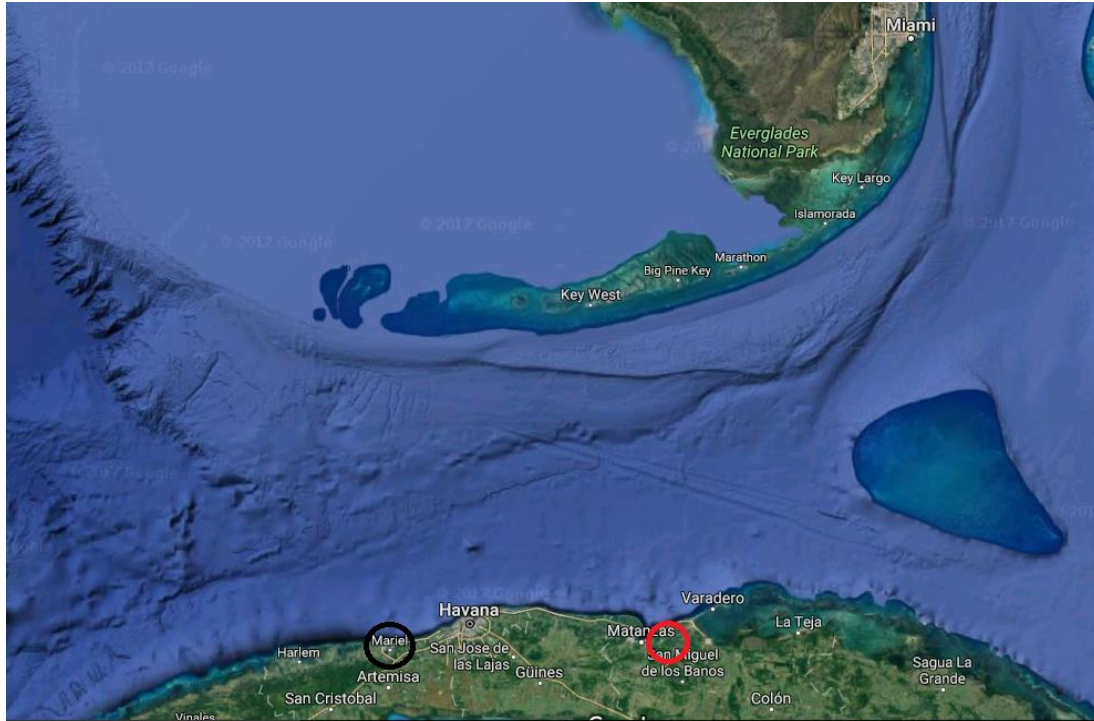 Miami
© 2017 Google
Everglades
National Park
Key Largo
Islamorada
© 2017 Google
© 2017 Google
© 2017 Google
Marathon
Big Pine Key
Key West
2017 Google
2017 Google
Varadero
Havana
La Teja
Mariel
Matanzas
Harlem
San Jose de
las Lajas
San Miguel
de los Banos
Güines
Sagua La
Grande
Artemisa
San Cristobal
Colón
Vinales